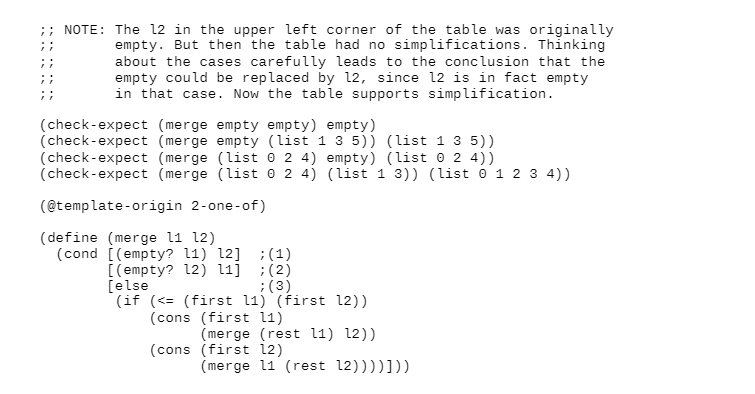 ;; NOTE: The l2 in the upper left corner of the table was originally
;;       empty. But then the table had no simplifications. Thinking
;;       about the cases carefully leads to the conclusion that the
;;       empty could be replaced by l2, since l2 is in fact empty
;;       in that case. Now the table supports simplification.

(check-expect (merge empty empty) empty)
(check-expect (merge empty (list 1 3 5)) (list 1 3 5))
(check-expect (merge (list 0 2 4) empty) (list 0 2 4))
(check-expect (merge (list 0 2 4) (list 1 3)) (list 0 1 2 3 4))

(@template-origin 2-one-of)

(define (merge l1 l2)
  (cond [(empty? l1) l2]  ;(1)
        [(empty? l2) l1]  ;(2)
        [else             ;(3)
         (if (<= (first l1) (first l2))
             (cons (first l1)
                   (merge (rest l1) l2))
             (cons (first l2)
                   (merge l1 (rest l2))))]))